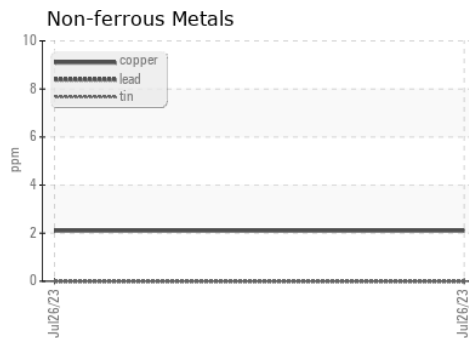 Non-ferrous Metals
10
copper
lead
tin
8
6
ppm
4
2
0
Jul26/23
Jul26/23